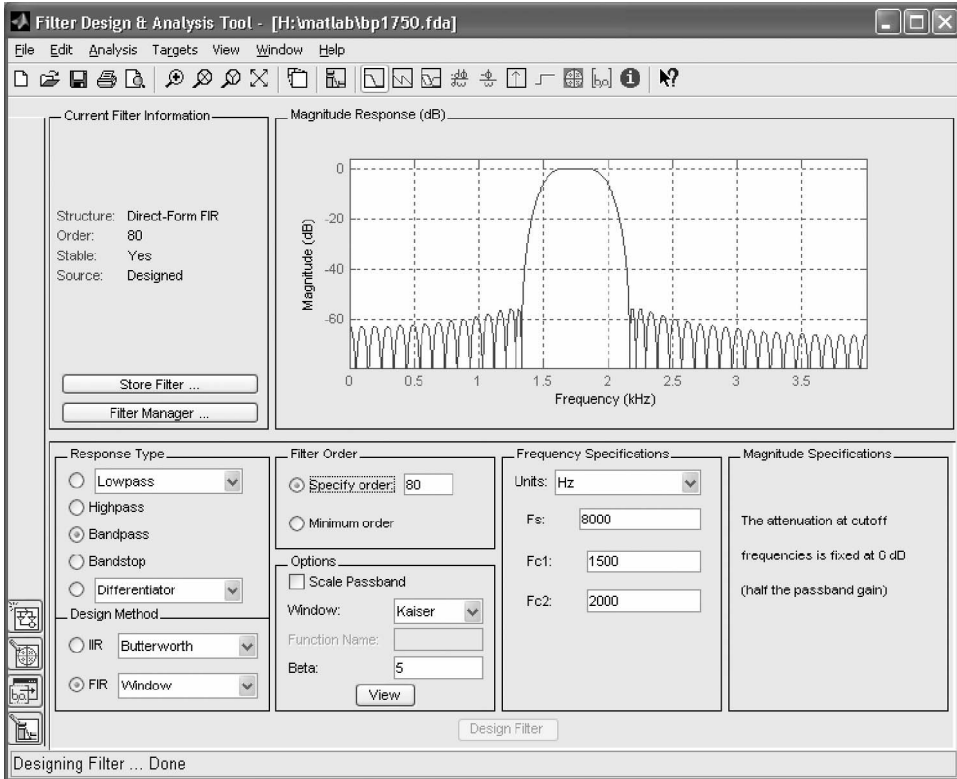 Filter Design & Analysis Tool - [H:\matlab\bp1750.fda]
File Edit Analysis Targets View Window Help
Current Filter Information
Structure: Direct-Form FIR
Order: 80
Stable: Yes
Source: Designed
Store Filter ...
Filter Manager ...
Magnitude Response (dB)
0
-20
-40
-60
Magnitude (dB)
0 0.5 1 1.5 2 2.5 3 3.5
Frequency (kHz)
Response Type
Lowpass
Highpass
Bandpass
Bandstop
Differentiator
Design Method
IIR Butterworth
FIR Window
Filter Order
Specify order: 80
Minimum order
Options
Scale Passband
Window: Kaiser
Function Name:
Beta: 5
View
Frequency Specifications
Units: Hz
Fs: 8000
Fc1: 1500
Fc2: 2000
Magnitude Specifications
The attenuation at cutoff
frequencies is fixed at 6 dB
(half the passband gain)
Design Filter
Designing Filter ... Done